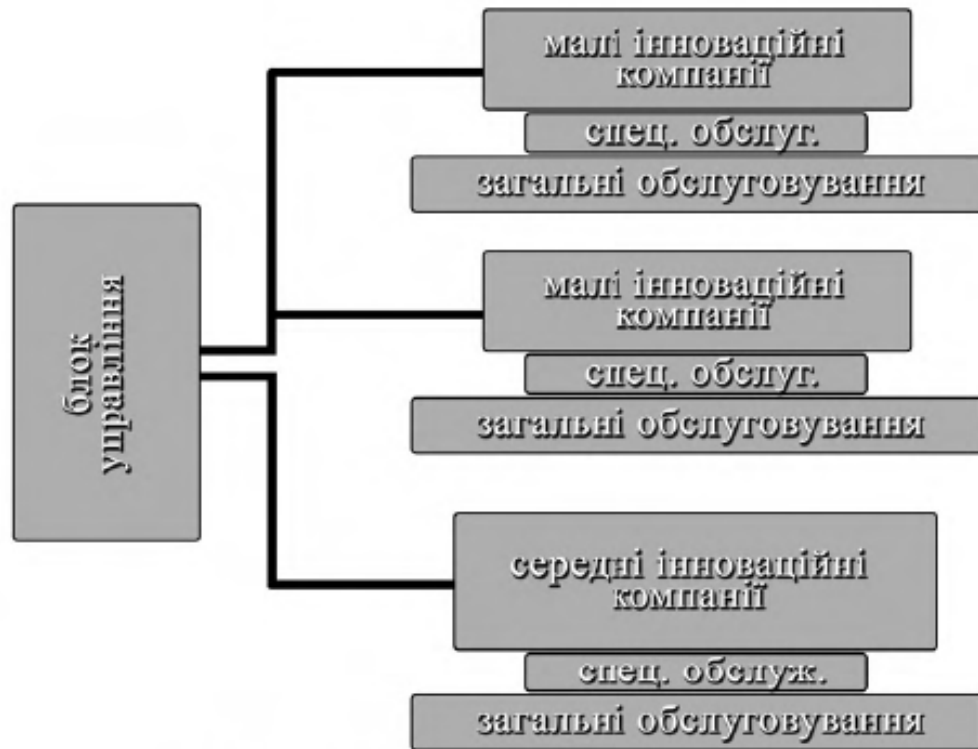 малі інноваційні
компанії
спец. обслуг.
загальні обслуговування
блок
управління
малі інноваційні
компанії
спец. обслуг.
загальні обслуговування
середні інноваційні
компанії
спец. обслуж.
загальні обслуговування